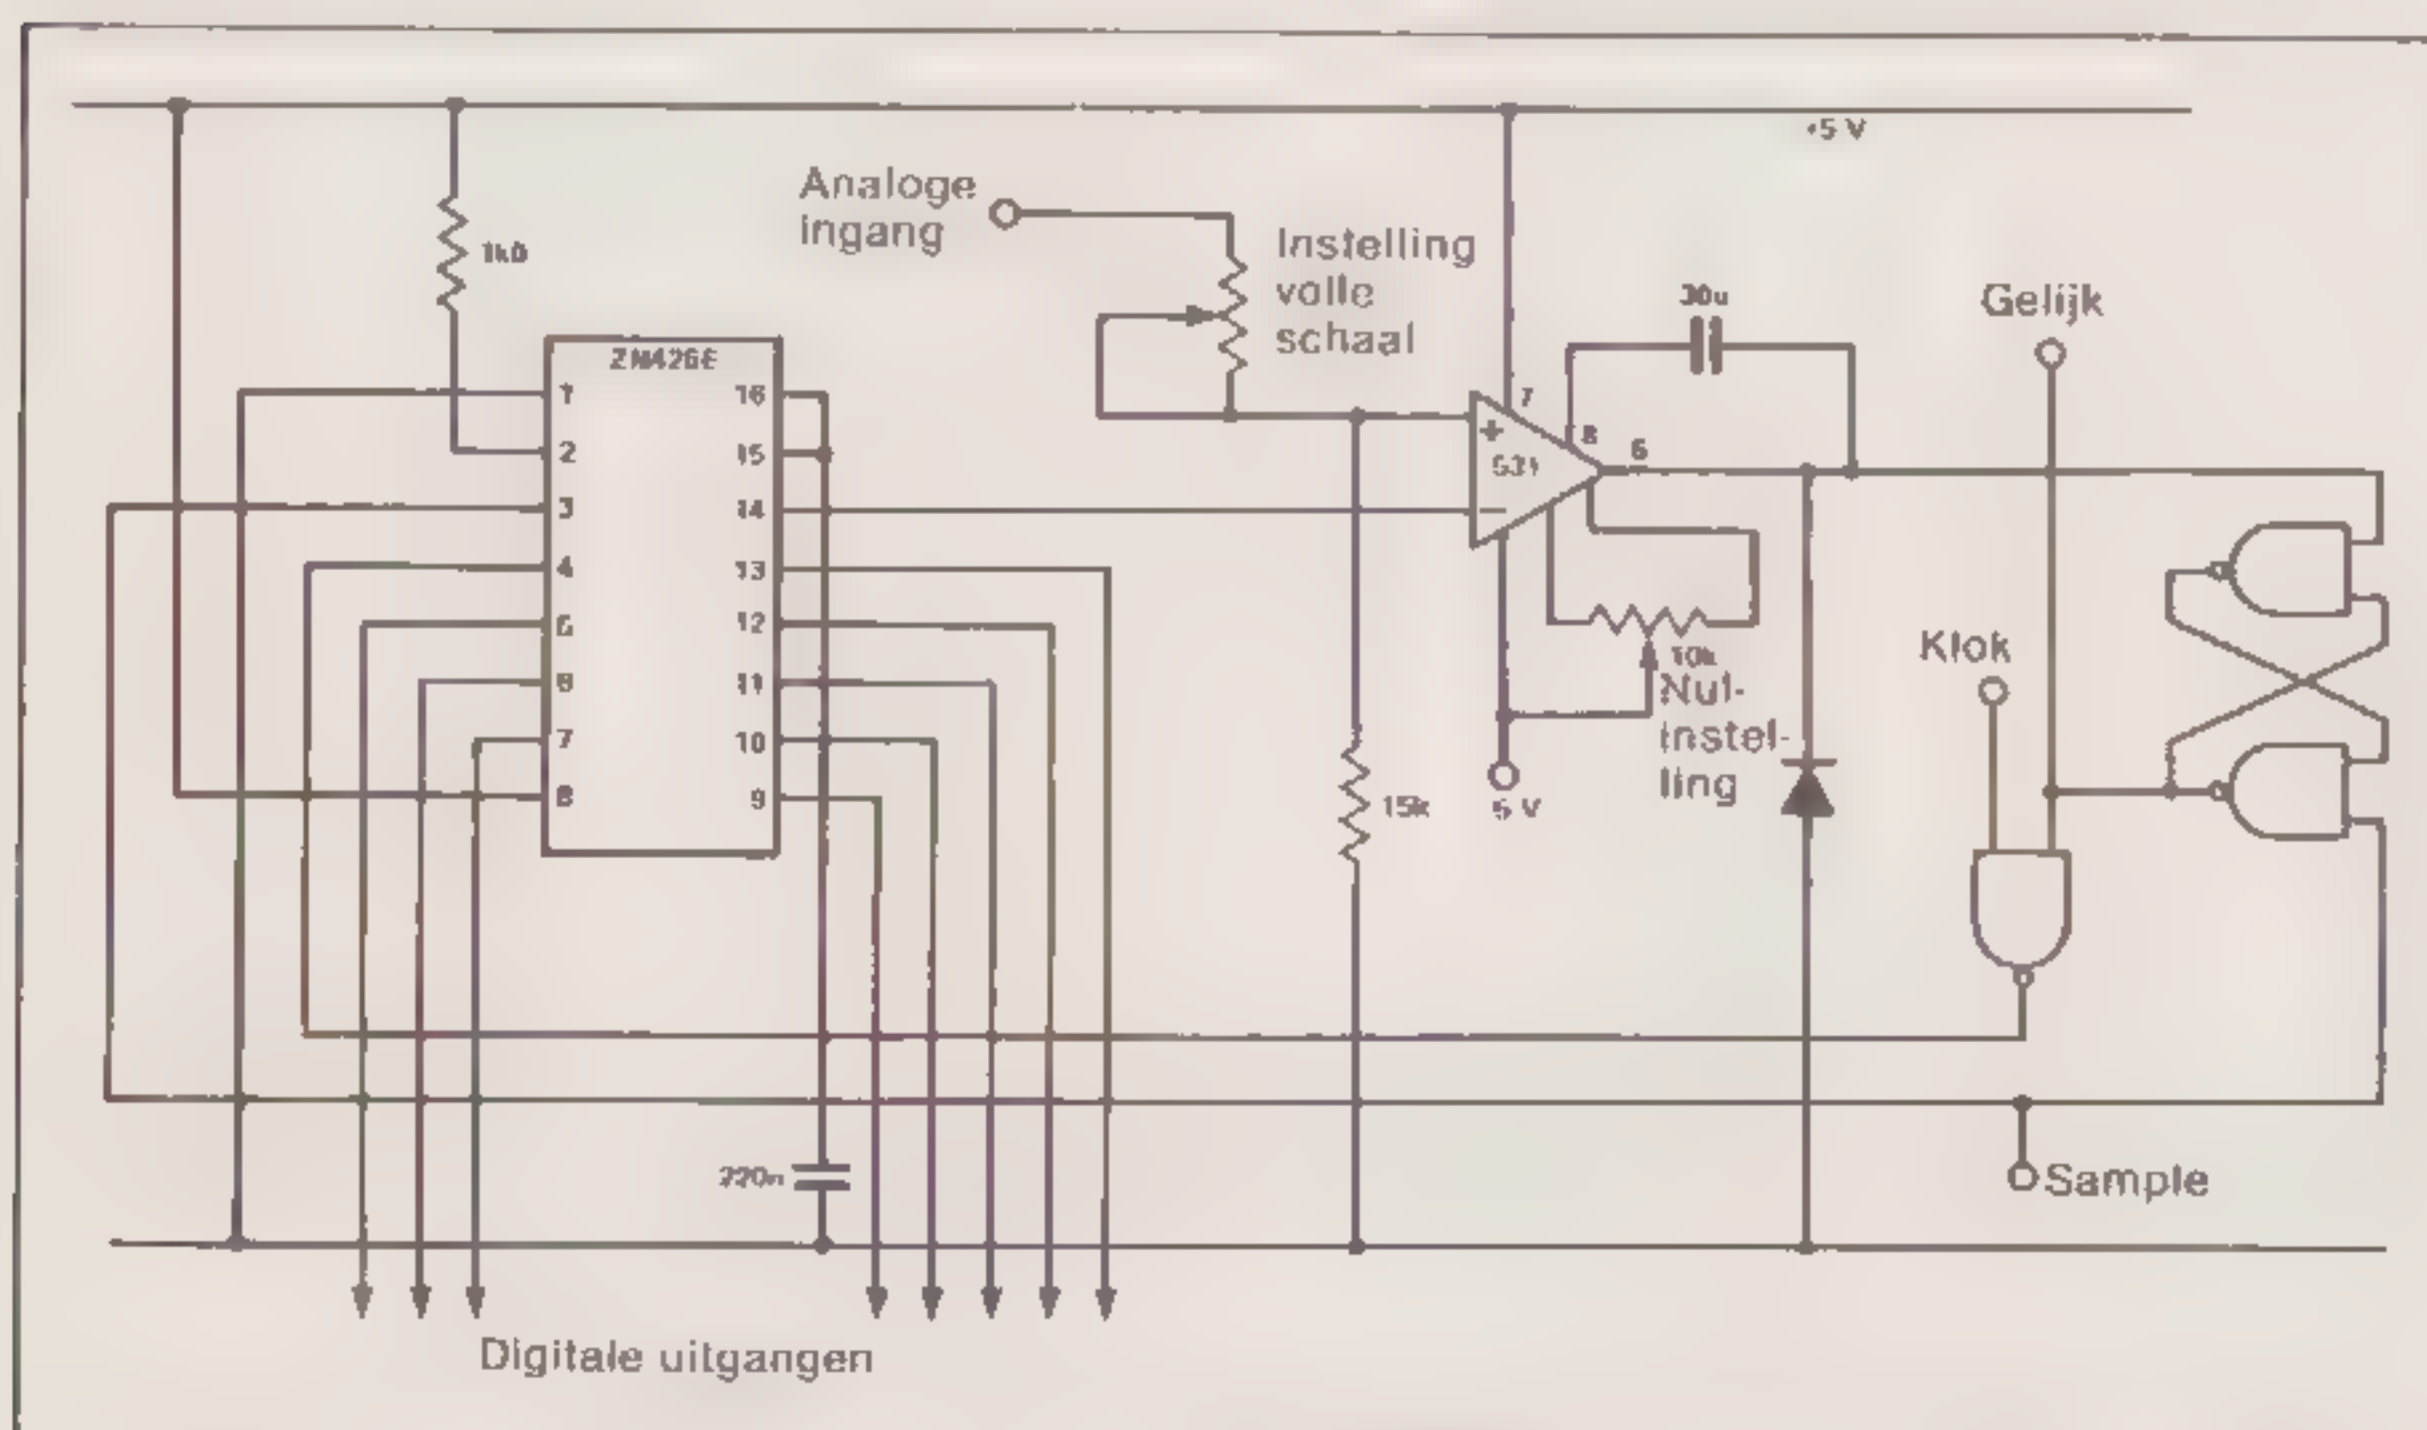 +5 V
Analoge
ingang
1k0
Instelling
volle
schaal
30u
Gelijk
ZN426E
1
2
3
4
5
6
7
8
16
15
14
13
12
11
10
9
+
531
−
7
8
6
10k
Nul-
instel-
ling
5 V
15k
Klok
220n
Sample
Digitale uitgangen